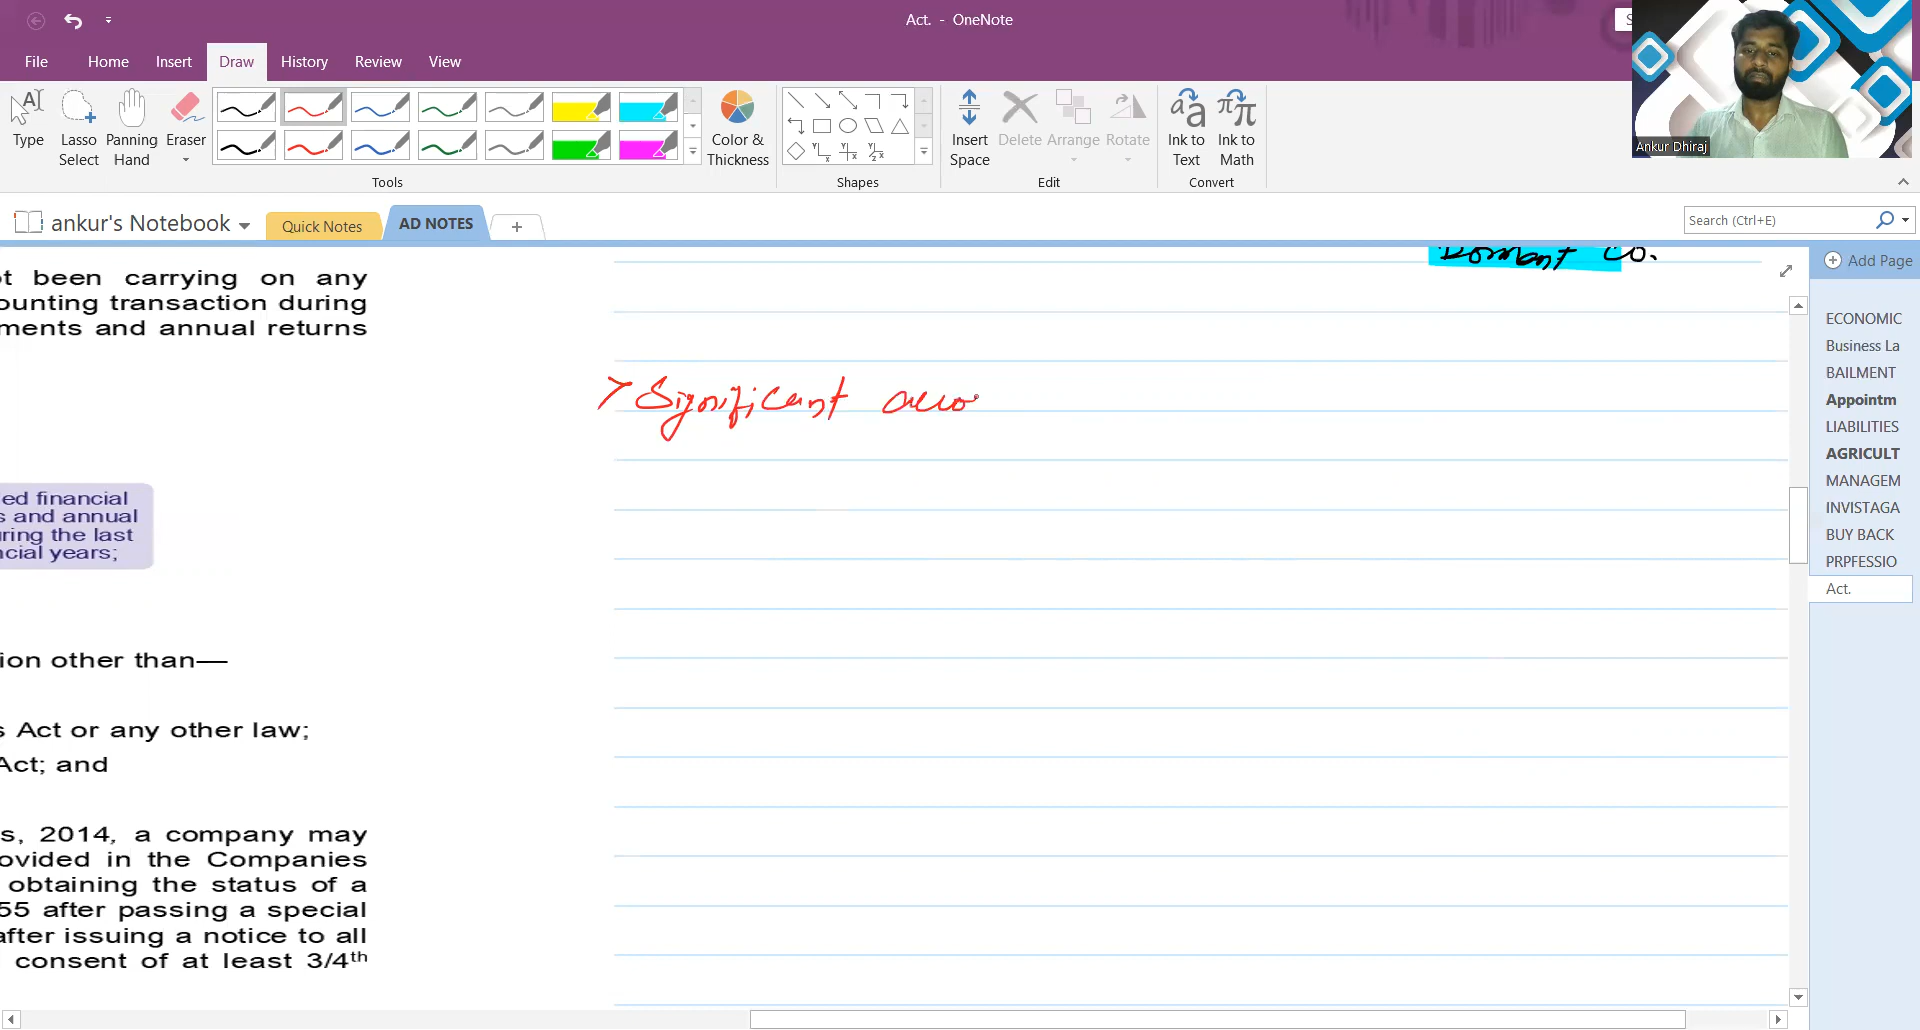 Act. - OneNote
File Home Insert Draw History Review View
Type
Lasso Select
Panning Hand
Eraser
Color & Thickness
Insert Space
Delete
Arrange
Rotate
Ink to Text
Ink to Math
Tools
Shapes
Edit
Convert
Ankur Dhiraj
ankur's Notebook
Quick Notes
AD NOTES
Search (Ctrl+E)
Add Page
ECONOMIC
Business La
BAILMENT
Appointm
LIABILITIES
AGRICULT
MANAGEM
INVISTAGA
BUY BACK
PRPFESSIO
Act.
Dormant Co.
ot been carrying on any
ounting transaction during
ments and annual returns
> Significant acco
ed financial
s and annual
uring the last
ncial years;
ion other than—
s Act or any other law;
Act; and
s, 2014, a company may
ovided in the Companies
obtaining the status of a
55 after passing a special
after issuing a notice to all
consent of at least 3/4th